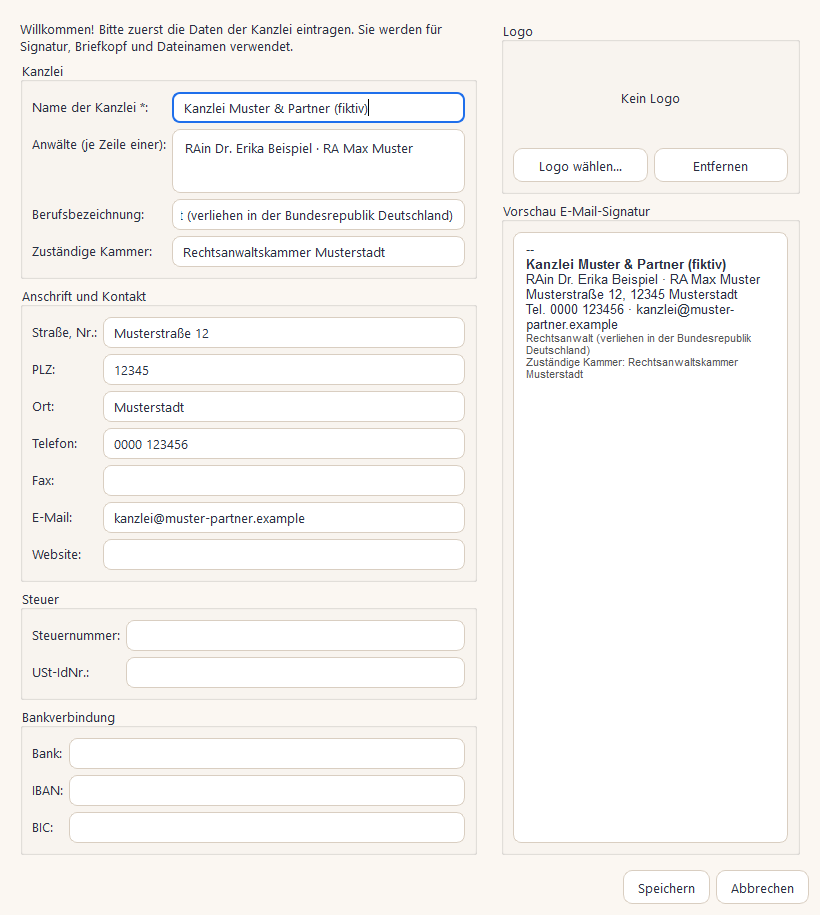 Willkommen! Bitte zuerst die Daten der Kanzlei eintragen. Sie werden für
Signatur, Briefkopf und Dateinamen verwendet.
Kanzlei
Name der Kanzlei *:
Kanzlei Muster & Partner (fiktiv)
Anwälte (je Zeile einer):
RAin Dr. Erika Beispiel · RA Max Muster
Berufsbezeichnung:
t (verliehen in der Bundesrepublik Deutschland)
Zuständige Kammer:
Rechtsanwaltskammer Musterstadt
Anschrift und Kontakt
Straße, Nr.:
Musterstraße 12
PLZ:
12345
Ort:
Musterstadt
Telefon:
0000 123456
Fax:
E-Mail:
kanzlei@muster-partner.example
Website:
Steuer
Steuernummer:
USt-IdNr.:
Bankverbindung
Bank:
IBAN:
BIC:
Logo
Kein Logo
Logo wählen...
Entfernen
Vorschau E-Mail-Signatur
--
Kanzlei Muster & Partner (fiktiv)
RAin Dr. Erika Beispiel · RA Max Muster
Musterstraße 12, 12345 Musterstadt
Tel. 0000 123456 · kanzlei@muster-
partner.example
Rechtsanwalt (verliehen in der Bundesrepublik
Deutschland)
Zuständige Kammer: Rechtsanwaltskammer
Musterstadt
Speichern
Abbrechen